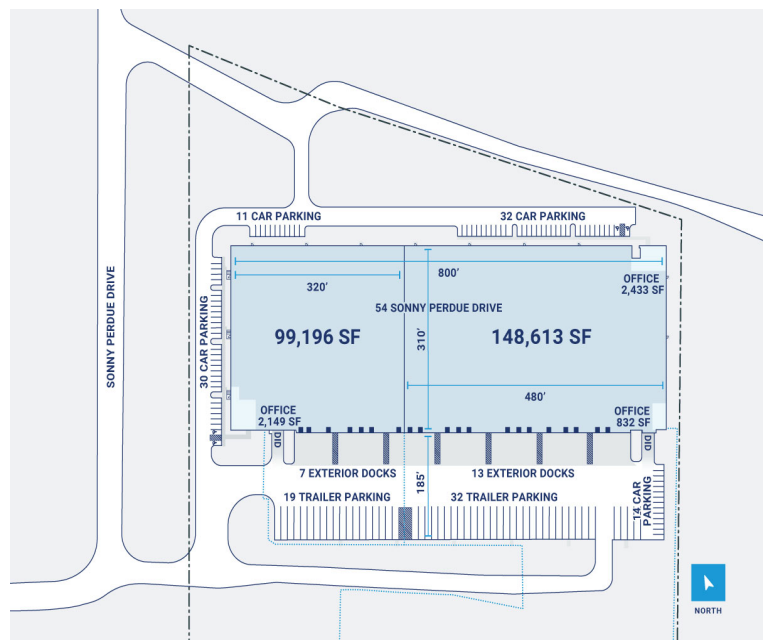 11 CAR PARKING
32 CAR PARKING
800'
OFFICE
2,433 SF
320'
54 SONNY PERDUE DRIVE
SONNY PERDUE DRIVE
30 CAR PARKING
99,196 SF
310'
148,613 SF
480'
OFFICE
2,149 SF
OFFICE
832 SF
DID
DID
7 EXTERIOR DOCKS
13 EXTERIOR DOCKS
185'
19 TRAILER PARKING
32 TRAILER PARKING
14 CAR
PARKING
NORTH